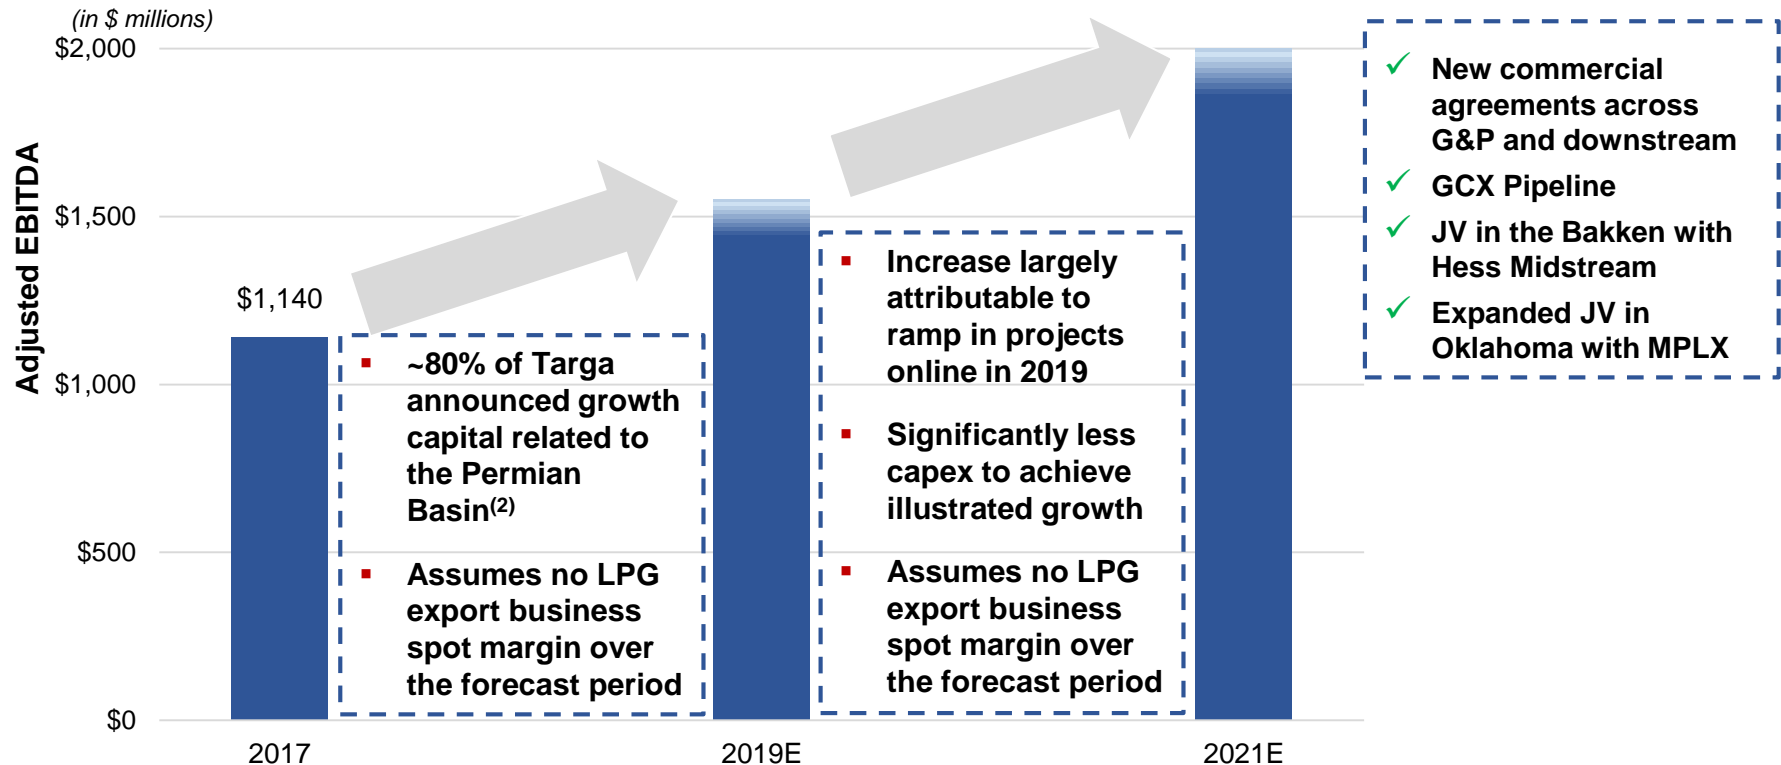 (in $ millions)
Adjusted EBITDA
$2,000
$1,500
$1,000
$500
$0
$1,140
2017
2019E
2021E
▪ ~80% of Targa
announced growth
capital related to
the Permian
Basin(2)
▪ Assumes no LPG
export business
spot margin over
the forecast period
▪ Increase largely
attributable to
ramp in projects
online in 2019
▪ Significantly less
capex to achieve
illustrated growth
▪ Assumes no LPG
export business
spot margin over
the forecast period
✓ New commercial
agreements across
G&P and downstream
✓ GCX Pipeline
✓ JV in the Bakken with
Hess Midstream
✓ Expanded JV in
Oklahoma with MPLX